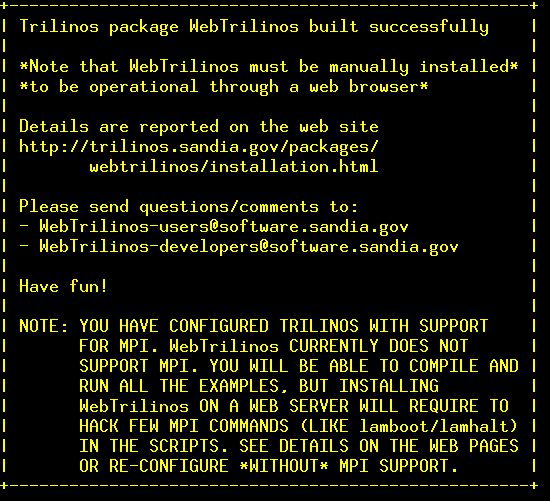 Trilinos package WebTrilinos built successfully
*Note that WebTrilinos must be manually installed*
*to be operational through a web browser*
Details are reported on the web site
http://trilinos.sandia.gov/packages/
webtrilinos/installation.html
Please send questions/comments to:
- WebTrilinos-users@software.sandia.gov
- WebTrilinos-developers@software.sandia.gov
Have fun!
NOTE: YOU HAVE CONFIGURED TRILINOS WITH SUPPORT
FOR MPI. WebTrilinos CURRENTLY DOES NOT
SUPPORT MPI. YOU WILL BE ABLE TO COMPILE AND
RUN ALL THE EXAMPLES, BUT INSTALLING
WebTrilinos ON A WEB SERVER WILL REQUIRE TO
HACK FEW MPI COMMANDS (LIKE lamboot/lamhalt)
IN THE SCRIPTS. SEE DETAILS ON THE WEB PAGES
OR RE-CONFIGURE *WITHOUT* MPI SUPPORT.